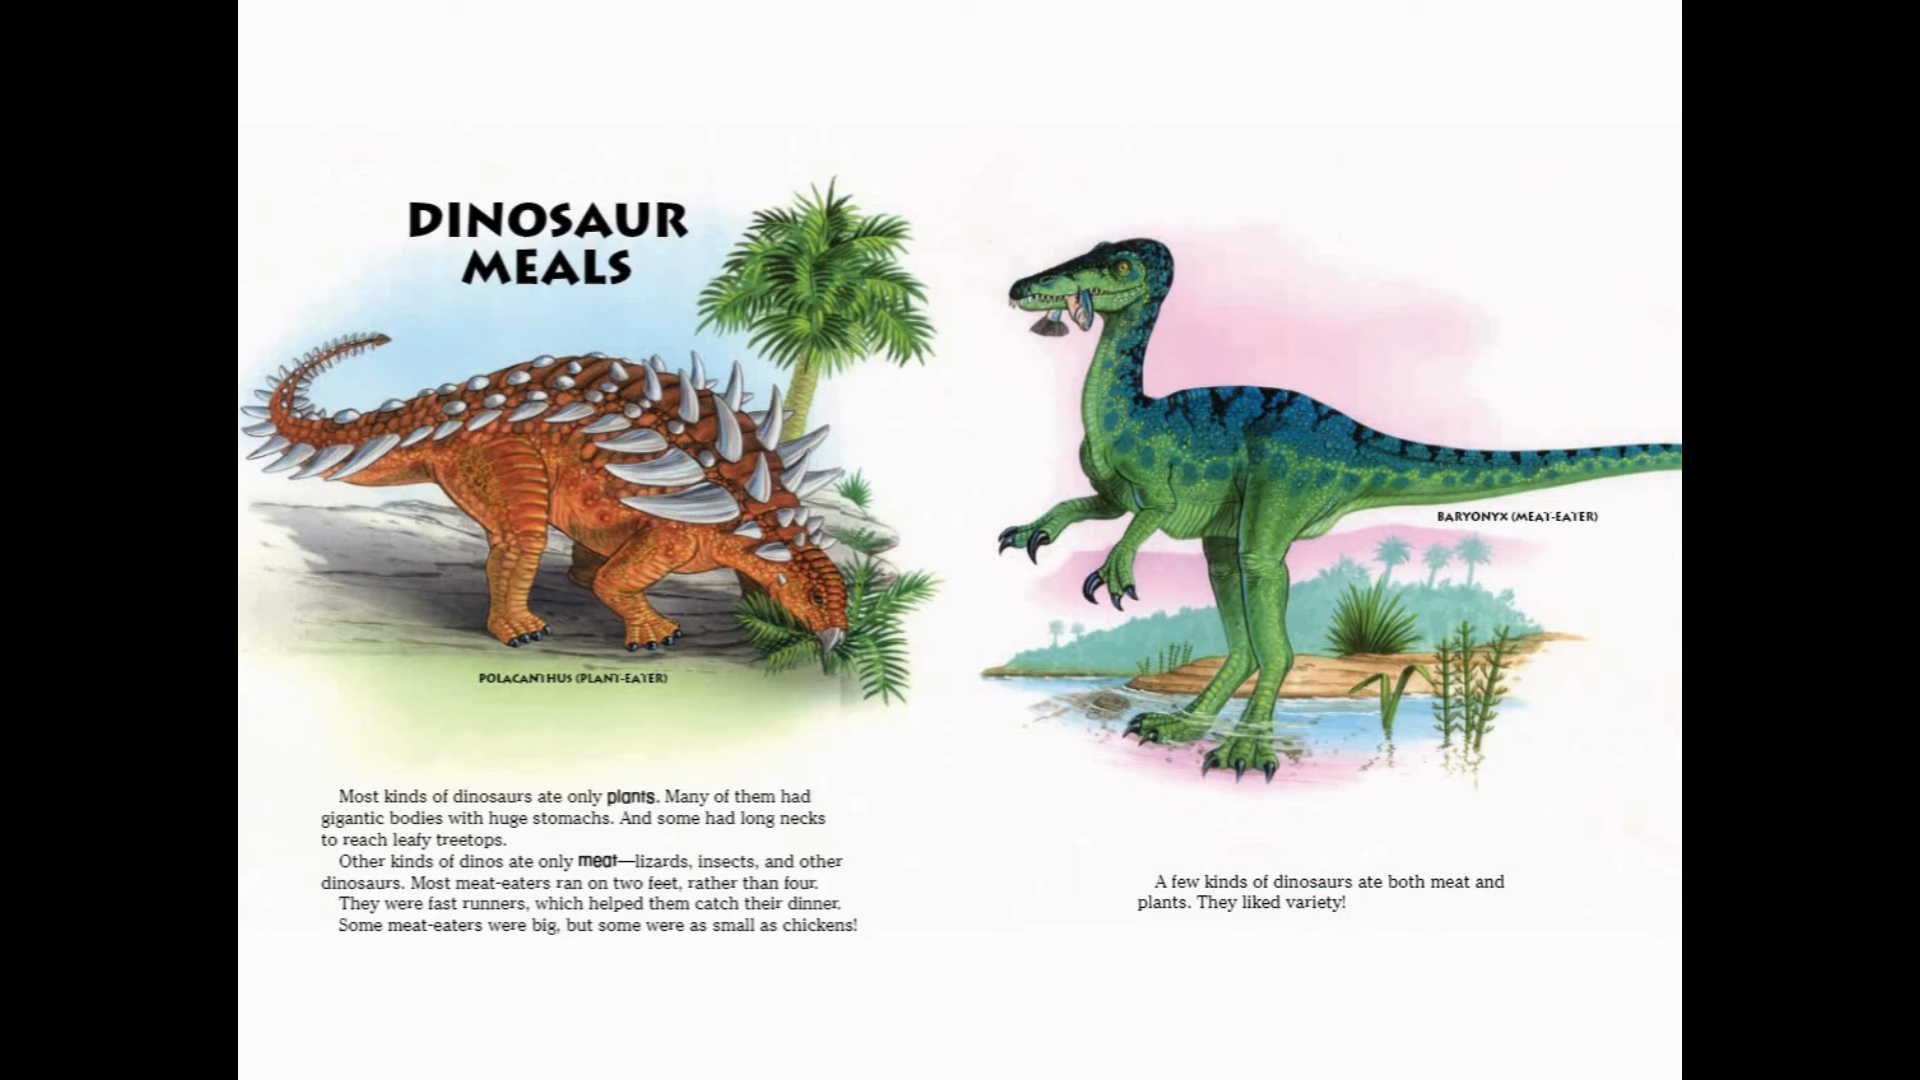 DINOSAUR
MEALS
POLACANTHUS (PLANT-EATER)
Most kinds of dinosaurs ate only plants. Many of them had
gigantic bodies with huge stomachs. And some had long necks
to reach leafy treetops.
Other kinds of dinos ate only meat—lizards, insects, and other
dinosaurs. Most meat-eaters ran on two feet, rather than four.
They were fast runners, which helped them catch their dinner.
Some meat-eaters were big, but some were as small as chickens!
BARYONYX (MEAT-EATER)
A few kinds of dinosaurs ate both meat and
plants. They liked variety!